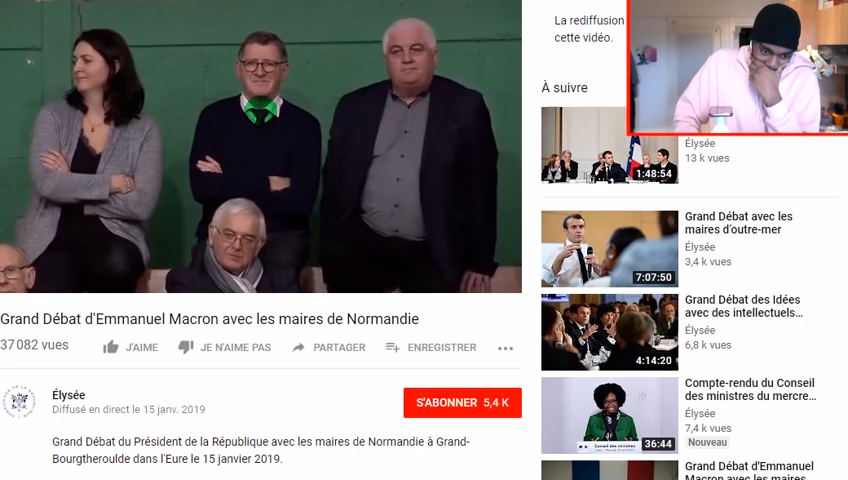 La rediffusion
cette vidéo.
À suivre
1:48:54
Élysée
13 k vues
7:07:50
Grand Débat avec les
maires d'outre-mer
Élysée
3,4 k vues
4:14:20
Grand Débat des Idées
avec des intellectuels…
Élysée
6,8 k vues
36:44
Compte-rendu du Conseil
des ministres du mercre…
Élysée
7,4 k vues
Nouveau
Grand Débat d'Emmanuel
Macron avec les maires
Grand Débat d'Emmanuel Macron avec les maires de Normandie
37 082 vues
J'AIME
JE N'AIME PAS
PARTAGER
ENREGISTRER
Élysée
Diffusé en direct le 15 janv. 2019
S'ABONNER 5,4 K
Grand Débat du Président de la République avec les maires de Normandie à Grand-
Bourgtheroulde dans l'Eure le 15 janvier 2019.